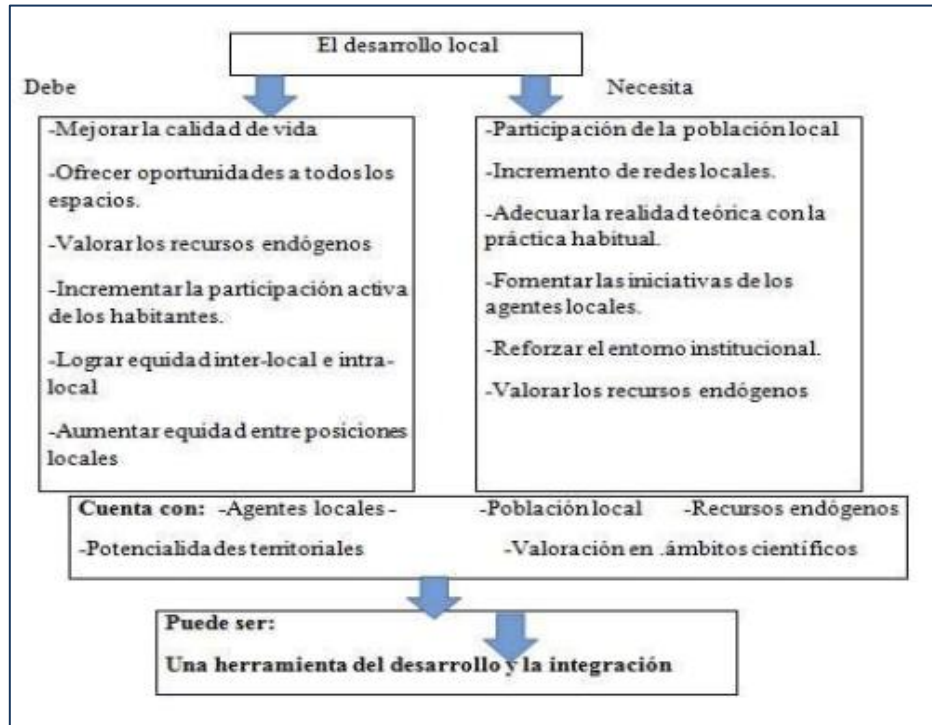 El desarrollo local
Debe
Necesita
-Mejorar la calidad de vida
-Ofrecer oportunidades a todos los
espacios.
-Valorar los recursos endógenos
-Incrementar la participación activa
de los habitantes.
-Lograr equidad inter-local e intra-
local
-Aumentar equidad entre posiciones
locales
-Participación de la población local
-Incremento de redes locales.
-Adecuar la realidad teórica con la
práctica habitual.
-Fomentar las iniciativas de los
agentes locales.
-Reforzar el entorno institucional.
-Valorar los recursos endógenos
Cuenta con: -Agentes locales - -Población local -Recursos endógenos
-Potencialidades territoriales -Valoración en .ámbitos científicos
Puede ser:
Una herramienta del desarrollo y la integración